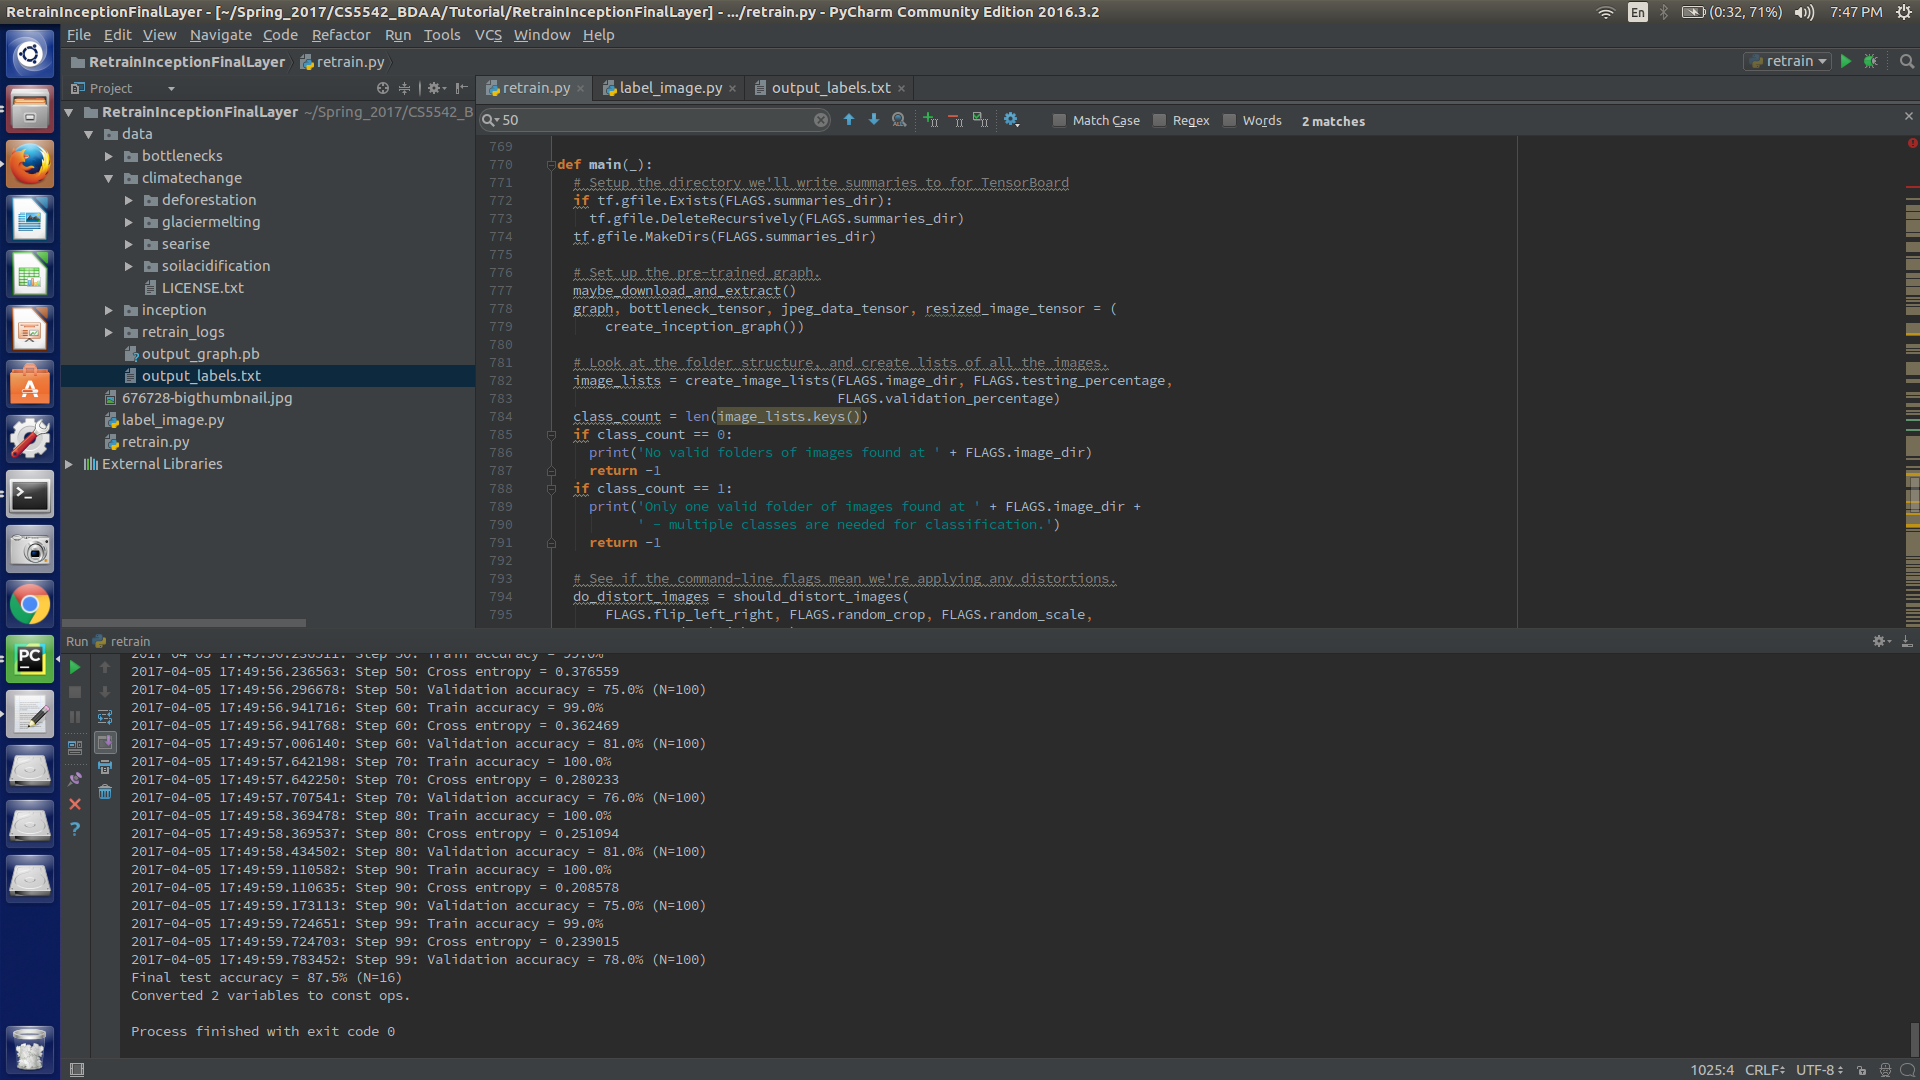 RetrainInceptionFinalLayer - [~/Spring_2017/CS5542_BDAA/Tutorial/RetrainInceptionFinalLayer] - .../retrain.py - PyCharm Community Edition 2016.3.2
En (0:32, 71%) 7:47 PM
File Edit View Navigate Code Refactor Run Tools VCS Window Help
RetrainInceptionFinalLayer retrain.py
retrain
Project
retrain.py label_image.py output_labels.txt
50
Match Case Regex Words 2 matches
RetrainInceptionFinalLayer ~/Spring_2017/CS5542_B
data
bottlenecks
climatechange
deforestation
glaciermelting
searise
soilacidification
LICENSE.txt
inception
retrain_logs
output_graph.pb
output_labels.txt
676728-bigthumbnail.jpg
label_image.py
retrain.py
External Libraries
769
770 def main(_):
771 # Setup the directory we'll write summaries to for TensorBoard
772 if tf.gfile.Exists(FLAGS.summaries_dir):
773 tf.gfile.DeleteRecursively(FLAGS.summaries_dir)
774 tf.gfile.MakeDirs(FLAGS.summaries_dir)
775
776 # Set up the pre-trained graph.
777 maybe_download_and_extract()
778 graph, bottleneck_tensor, jpeg_data_tensor, resized_image_tensor = (
779 create_inception_graph())
780
781 # Look at the folder structure, and create lists of all the images.
782 image_lists = create_image_lists(FLAGS.image_dir, FLAGS.testing_percentage,
783 FLAGS.validation_percentage)
784 class_count = len(image_lists.keys())
785 if class_count == 0:
786 print('No valid folders of images found at ' + FLAGS.image_dir)
787 return -1
788 if class_count == 1:
789 print('Only one valid folder of images found at ' + FLAGS.image_dir +
790 ' - multiple classes are needed for classification.')
791 return -1
792
793 # See if the command-line flags mean we're applying any distortions.
794 do_distort_images = should_distort_images(
795 FLAGS.flip_left_right, FLAGS.random_crop, FLAGS.random_scale,
Run retrain
2017-04-05 17:49:56.236511: Step 50: Train accuracy = 99.0%
2017-04-05 17:49:56.236563: Step 50: Cross entropy = 0.376559
2017-04-05 17:49:56.296678: Step 50: Validation accuracy = 75.0% (N=100)
2017-04-05 17:49:56.941716: Step 60: Train accuracy = 99.0%
2017-04-05 17:49:56.941768: Step 60: Cross entropy = 0.362469
2017-04-05 17:49:57.006140: Step 60: Validation accuracy = 81.0% (N=100)
2017-04-05 17:49:57.642198: Step 70: Train accuracy = 100.0%
2017-04-05 17:49:57.642250: Step 70: Cross entropy = 0.280233
2017-04-05 17:49:57.707541: Step 70: Validation accuracy = 76.0% (N=100)
2017-04-05 17:49:58.369478: Step 80: Train accuracy = 100.0%
2017-04-05 17:49:58.369537: Step 80: Cross entropy = 0.251094
2017-04-05 17:49:58.434502: Step 80: Validation accuracy = 81.0% (N=100)
2017-04-05 17:49:59.110582: Step 90: Train accuracy = 100.0%
2017-04-05 17:49:59.110635: Step 90: Cross entropy = 0.208578
2017-04-05 17:49:59.173113: Step 90: Validation accuracy = 75.0% (N=100)
2017-04-05 17:49:59.724651: Step 99: Train accuracy = 99.0%
2017-04-05 17:49:59.724703: Step 99: Cross entropy = 0.239015
2017-04-05 17:49:59.783452: Step 99: Validation accuracy = 78.0% (N=100)
Final test accuracy = 87.5% (N=16)
Converted 2 variables to const ops.
Process finished with exit code 0
PC
1025:4 CRLF UTF-8